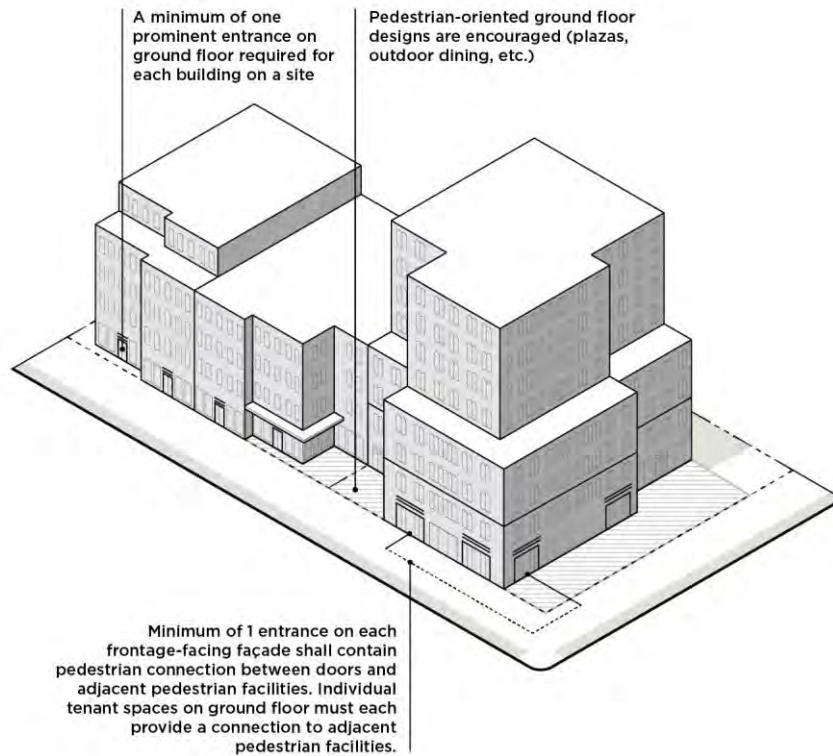 A minimum of one
prominent entrance on
ground floor required for
each building on a site
Pedestrian-oriented ground floor
designs are encouraged (plazas,
outdoor dining, etc.)
Minimum of 1 entrance on each
frontage-facing façade shall contain
pedestrian connection between doors and
adjacent pedestrian facilities. Individual
tenant spaces on ground floor must each
provide a connection to adjacent
pedestrian facilities.